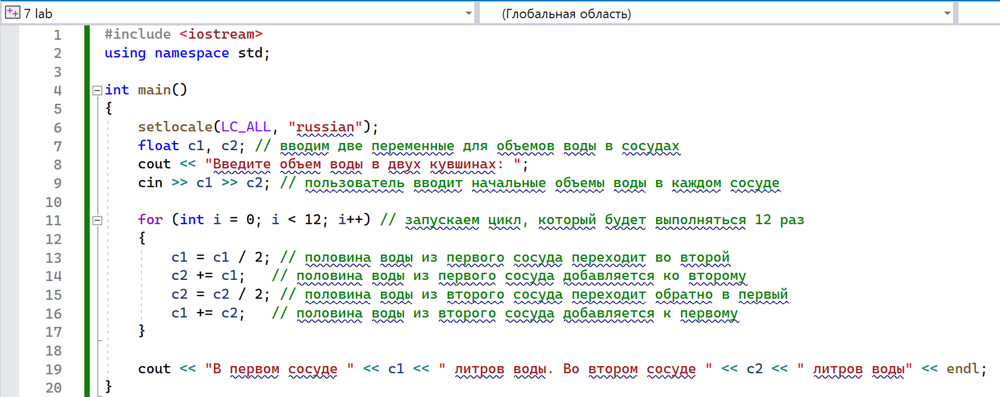 7 lab
(Глобальная область)
1 #include <iostream>
2 using namespace std;
3
4 int main()
5 {
6 setlocale(LC_ALL, "russian");
7 float c1, c2; // вводим две переменные для объемов воды в сосудах
8 cout << "Введите объем воды в двух кувшинах: ";
9 cin >> c1 >> c2; // пользователь вводит начальные объемы воды в каждом сосуде
10
11 for (int i = 0; i < 12; i++) // запускаем цикл, который будет выполняться 12 раз
12 {
13 c1 = c1 / 2; // половина воды из первого сосуда переходит во второй
14 c2 += c1; // половина воды из первого сосуда добавляется ко второму
15 c2 = c2 / 2; // половина воды из второго сосуда переходит обратно в первый
16 c1 += c2; // половина воды из второго сосуда добавляется к первому
17 }
18
19 cout << "В первом сосуде " << c1 << " литров воды. Во втором сосуде " << c2 << " литров воды" << endl;
20 }